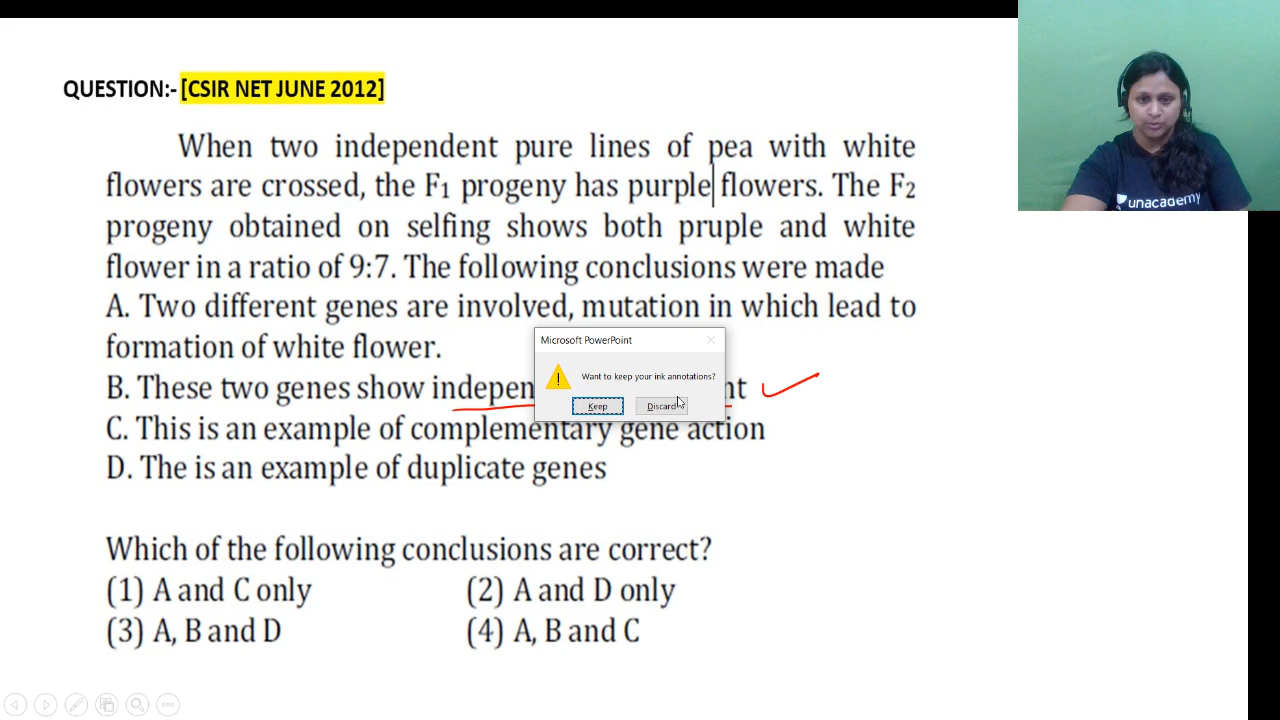 QUESTION:- [CSIR NET JUNE 2012]
When two independent pure lines of pea with white
flowers are crossed, the F₁ progeny has purple flowers. The F₂
progeny obtained on selfing shows both pruple and white
flower in a ratio of 9:7. The following conclusions were made
A. Two different genes are involved, mutation in which lead to
formation of white flower.
B. These two genes show
C. This is an example of complementary gene action
D. The is an example of duplicate genes
Which of the following conclusions are correct?
(1) A and C only (2) A and D only
(3) A, B and D (4) A, B and C
Microsoft PowerPoint
Want to keep your ink annotations?
Keep Discard
unacademy